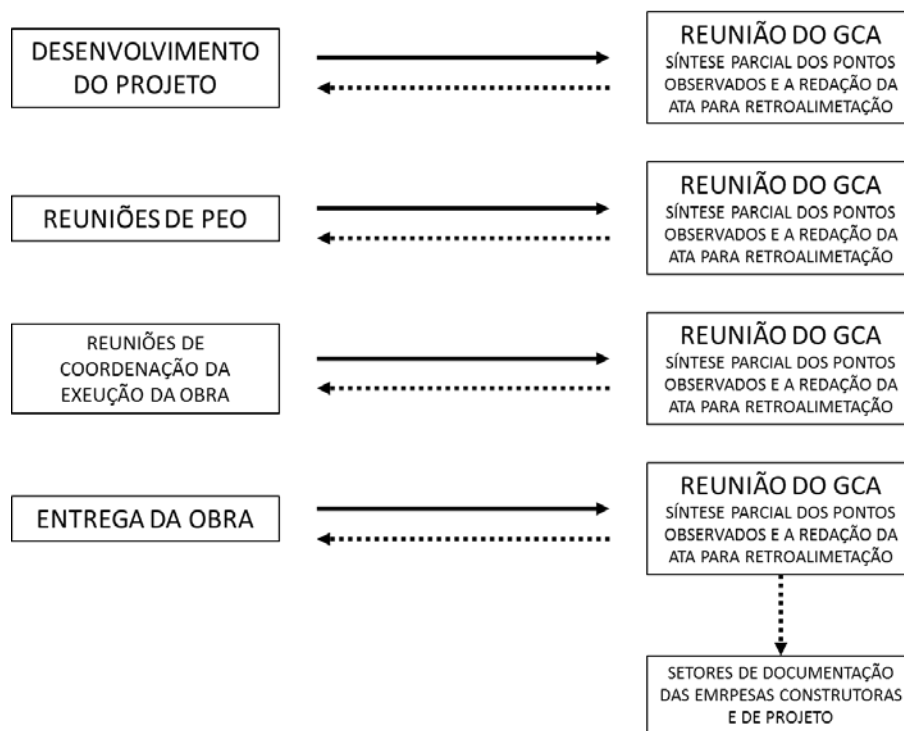 DESENVOLVIMENTO
DO PROJETO
REUNIÃO DO GCA
SÍNTESE PARCIAL DOS PONTOS
OBSERVADOS E A REDAÇÃO DA
ATA PARA RETROALIMETAÇÃO
REUNIÕES DE PEO
REUNIÃO DO GCA
SÍNTESE PARCIAL DOS PONTOS
OBSERVADOS E A REDAÇÃO DA
ATA PARA RETROALIMETAÇÃO
REUNIÕES DE
COORDENAÇÃO DA
EXEUÇÃO DA OBRA
REUNIÃO DO GCA
SÍNTESE PARCIAL DOS PONTOS
OBSERVADOS E A REDAÇÃO DA
ATA PARA RETROALIMETAÇÃO
ENTREGA DA OBRA
REUNIÃO DO GCA
SÍNTESE PARCIAL DOS PONTOS
OBSERVADOS E A REDAÇÃO DA
ATA PARA RETROALIMETAÇÃO
SETORES DE DOCUMENTAÇÃO
DAS EMRPESAS CONSTRUTORAS
E DE PROJETO